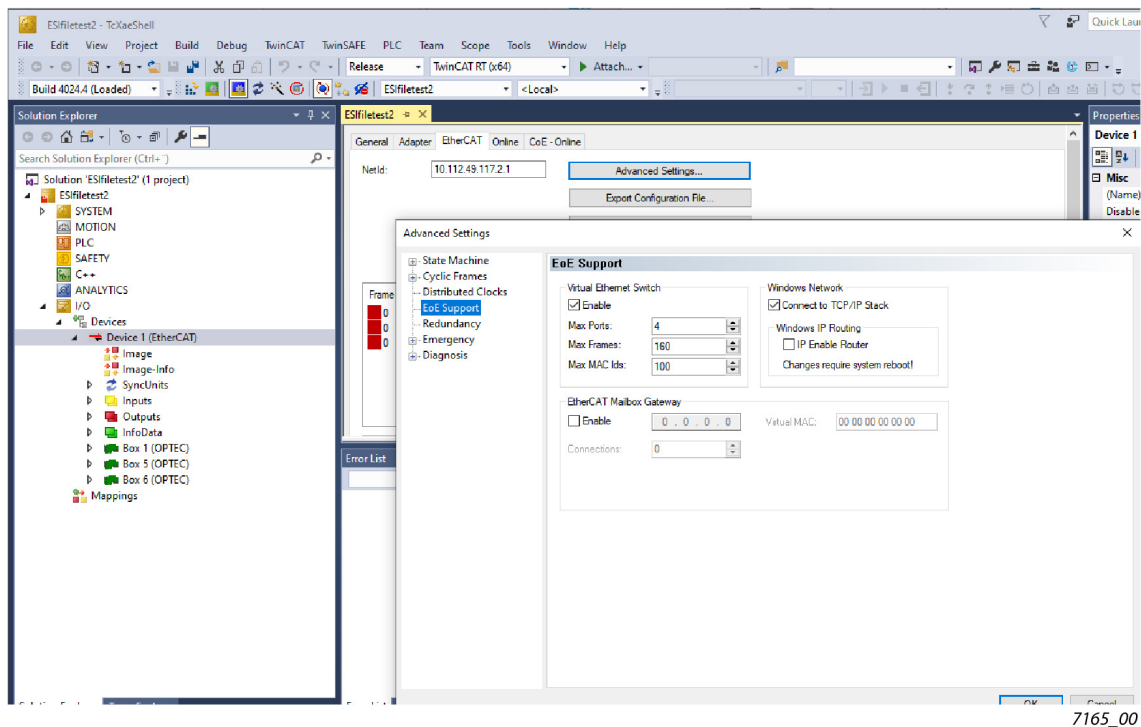 ESIfiletest2 - TcXaeShell
Quick Lau
File Edit View Project Build Debug TwinCAT TwinSAFE PLC Team Scope Tools Window Help
Release TwinCAT RT (x64) Attach...
Build 4024.4 (Loaded) ESIfiletest2 <Local>
Solution Explorer
Search Solution Explorer (Ctrl+¨)
Solution 'ESIfiletest2' (1 project)
ESIfiletest2
SYSTEM
MOTION
PLC
SAFETY
C++
ANALYTICS
I/O
Devices
Device 1 (EtherCAT)
Image
Image-Info
SyncUnits
Inputs
Outputs
InfoData
Box 1 (OPTEC)
Box 5 (OPTEC)
Box 6 (OPTEC)
Mappings
ESIfiletest2
General Adapter EtherCAT Online CoE - Online
NetId: 10.112.49.117.2.1 Advanced Settings...
Export Configuration File...
Frame
0
0
0
Error List
Properties
Device 1
Misc
(Name)
Disable
Advanced Settings
State Machine
Cyclic Frames
Distributed Clocks
EoE Support
Redundancy
Emergency
Diagnosis
EoE Support
Virtual Ethernet Switch
Enable
Max Ports: 4
Max Frames: 160
Max MAC Ids: 100
Windows Network
Connect to TCP/IP Stack
Windows IP Routing
IP Enable Router
Changes require system reboot!
EtherCAT Mailbox Gateway
Enable 0 . 0 . 0 . 0 Virtual MAC: 00 00 00 00 00 00
Connections: 0
OK Cancel
7165_00